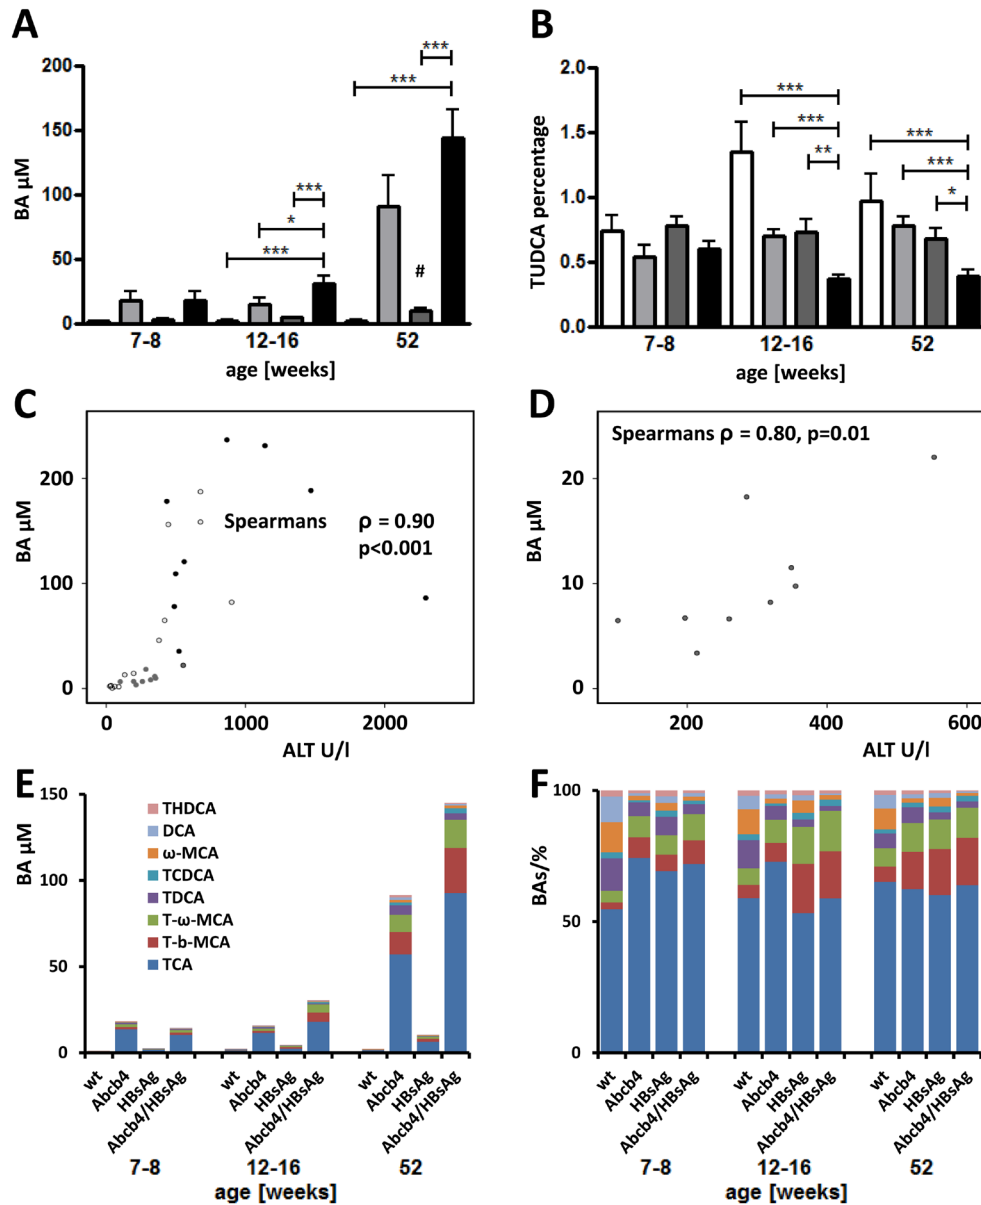 A
BA µM
200
150
100
50
0
***
***
***
*
***
#
7-8
12-16
52
age [weeks]
B
TUDCA percentage
2.0
1.5
1.0
0.5
0.0
***
***
**
***
***
*
7-8
12-16
52
age [weeks]
C
BA µM
200
100
0
Spearmans ρ = 0.90
p<0.001
0
1000
2000
ALT U/l
D
Spearmans ρ = 0.80, p=0.01
BA µM
20
10
0
200
400
600
ALT U/l
E
BA µM
150
100
50
0
THDCA
DCA
ω-MCA
TCDCA
TDCA
T-ω-MCA
T-b-MCA
TCA
wt
Abcb4
HBsAg
Abcb4/HBsAg
wt
Abcb4
HBsAg
Abcb4/HBsAg
wt
Abcb4
HBsAg
Abcb4/HBsAg
7-8
12-16
52
age [weeks]
F
BAs/%
100
50
0
wt
Abcb4
HBsAg
Abcb4/HBsAg
wt
Abcb4
HBsAg
Abcb4/HBsAg
wt
Abcb4
HBsAg
Abcb4/HBsAg
7-8
12-16
52
age [weeks]